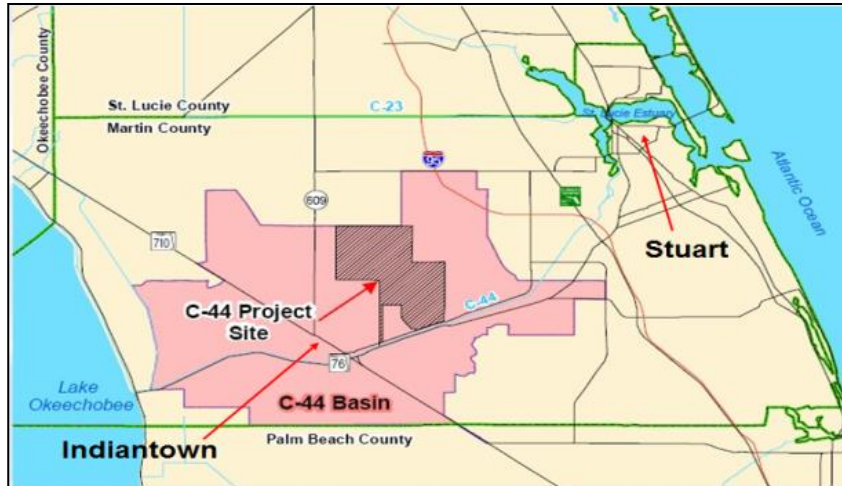 Okeechobee County
St. Lucie County
Martin County
C-23
St. Lucie Estuary
95
609
710
Atlantic Ocean
Stuart
C-44 Project
Site
C-44
76
Lake
Okeechobee
C-44 Basin
Indiantown
Palm Beach County